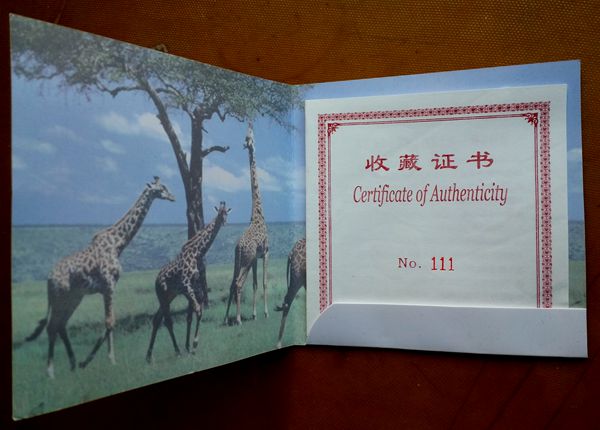 收藏证书
Certificate of Authenticity
No. 111